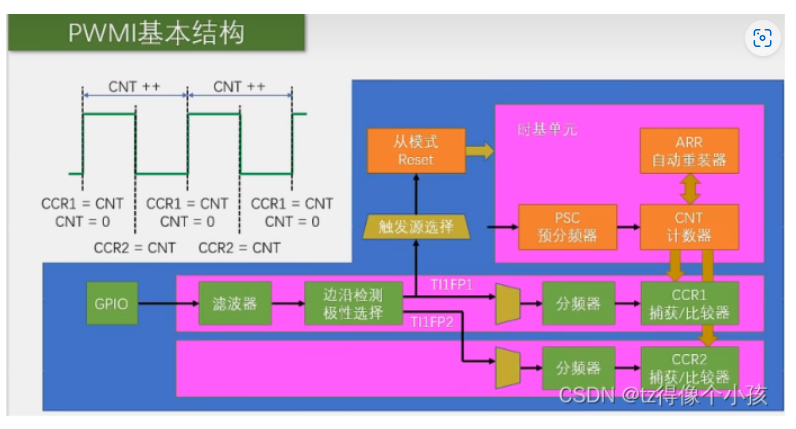 PWMI基本结构
CNT ++ CNT ++
CCR1 = CNT CCR1 = CNT CCR1 = CNT
CNT = 0 CNT = 0 CNT = 0
CCR2 = CNT CCR2 = CNT
从模式
Reset
时基单元
ARR
自动重装器
触发源选择
PSC
预分频器
CNT
计数器
TI1FP1
GPIO
滤波器
边沿检测
极性选择
分频器
CCR1
捕获/比较器
TI1FP2
分频器
CCR2
捕获/比较器
CSDN @tz得像个小孩